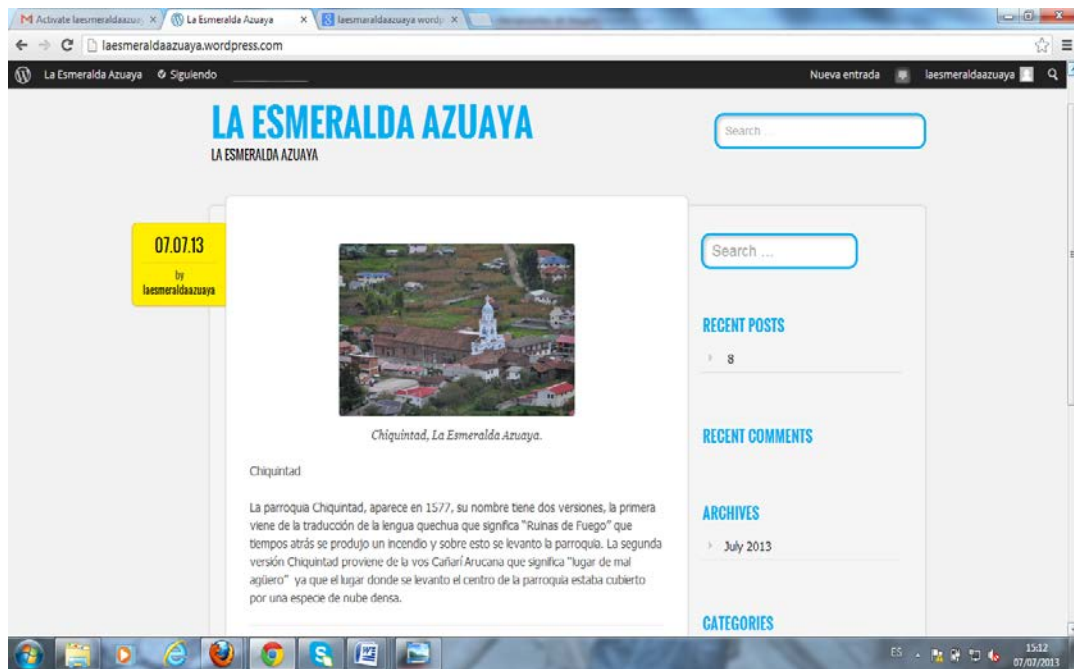 Activate laesmeraldaazua
La Esmeralda Azuaya
laesmaraldaazuaya wordp
laesmeraldaazuaya.wordpress.com
La Esmeralda Azuaya
Siguiendo
Nueva entrada
laesmeraldaazuaya
LA ESMERALDA AZUAYA
LA ESMERALDA AZUAYA
Search ...
07.07.13
by
laesmeraldaazuaya
Chiquintad, La Esmeralda Azuaya.
Chiquintad
La parroquia Chiquintad, aparece en 1577, su nombre tiene dos versiones, la primera
viene de la traducción de la lengua quechua que significa "Ruinas de Fuego" que
tiempos atrás se produjo un incendio y sobre esto se levanto la parroquia. La segunda
versión Chiquintad proviene de la vos Cañarí Arucana que significa "lugar de mal
agüero" ya que el lugar donde se levanto el centro de la parroquia estaba cubierto
por una especie de nube densa.
Search ...
RECENT POSTS
8
RECENT COMMENTS
ARCHIVES
July 2013
CATEGORIES
ES
15:12
07/07/2013